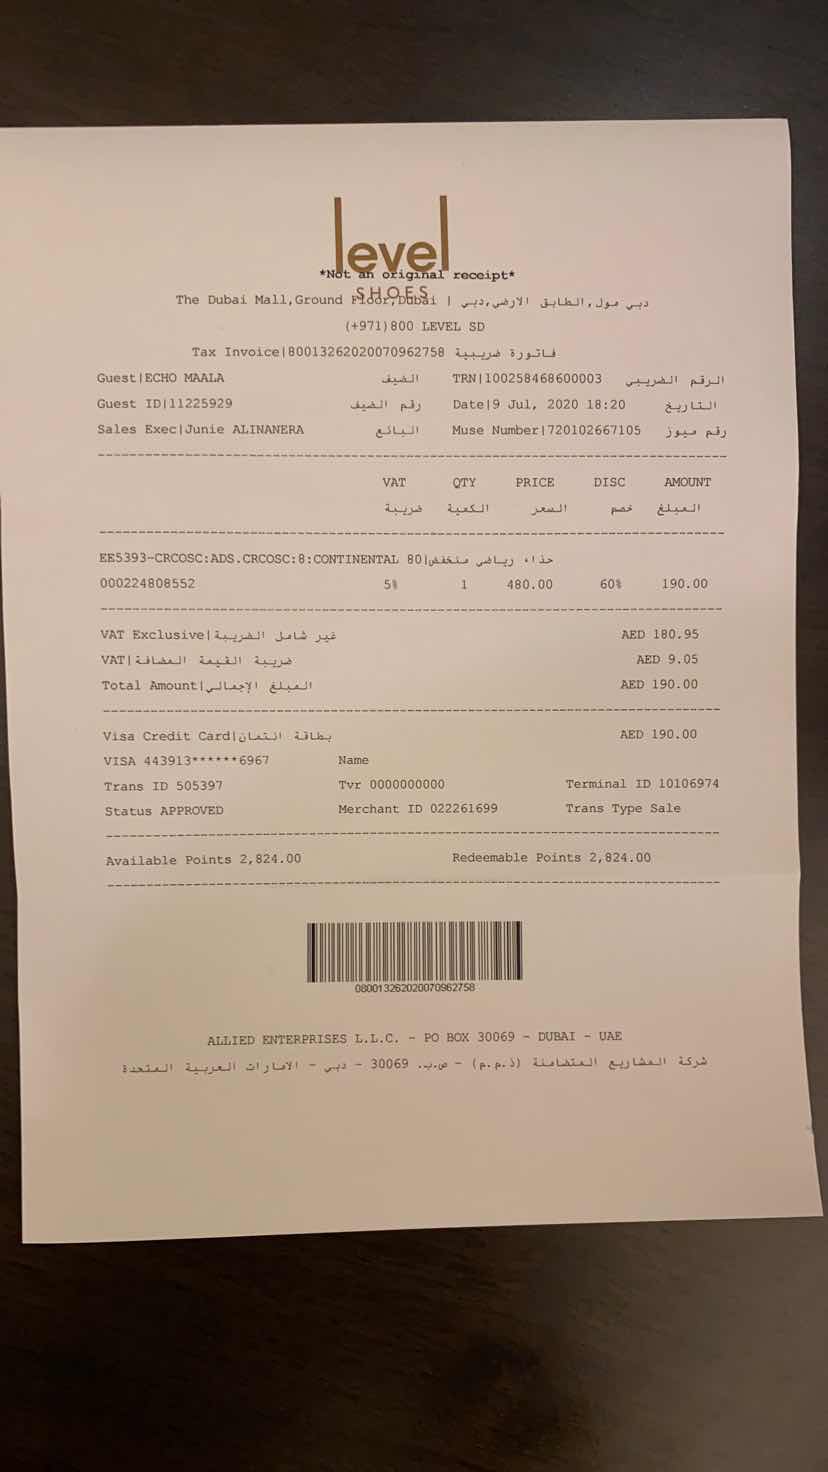 level
*Not an original receipt*
SHOES
The Dubai Mall,Ground Floor,Dubai | دبي مول,الطابق الارضي,دبي
(+971)800 LEVEL SD
Tax Invoice|80013262020070962758 فاتورة ضريبية
Guest|ECHO MAALA الضيف TRN|100258468600003 الرقم الضريبي
Guest ID|11225929 رقم الضيف Date|9 Jul, 2020 18:20 التاريخ
Sales Exec|Junie ALINANERA البائع Muse Number|720102667105 رقم ميوز
VAT QTY PRICE DISC AMOUNT
ضريبة الكمية السعر خصم المبلغ
EE5393-CRCOSC:ADS.CRCOSC:8:CONTINENTAL 80|حذاء رياضي منخفض
000224808552 5% 1 480.00 60% 190.00
VAT Exclusive|غير شامل الضريبة AED 180.95
VAT|ضريبة القيمة المضافة AED 9.05
Total Amount|المبلغ الإجمالي AED 190.00
Visa Credit Card|بطاقة ائتمان AED 190.00
VISA 443913******6967 Name
Trans ID 505397 Tvr 0000000000 Terminal ID 10106974
Status APPROVED Merchant ID 022261699 Trans Type Sale
Available Points 2,824.00 Redeemable Points 2,824.00
080013262020070962758
ALLIED ENTERPRISES L.L.C. - PO BOX 30069 - DUBAI - UAE
شركة المشاريع المتضامنة (ذ.م.م) - ص.ب. 30069 - دبي - الامارات العربية المتحدة